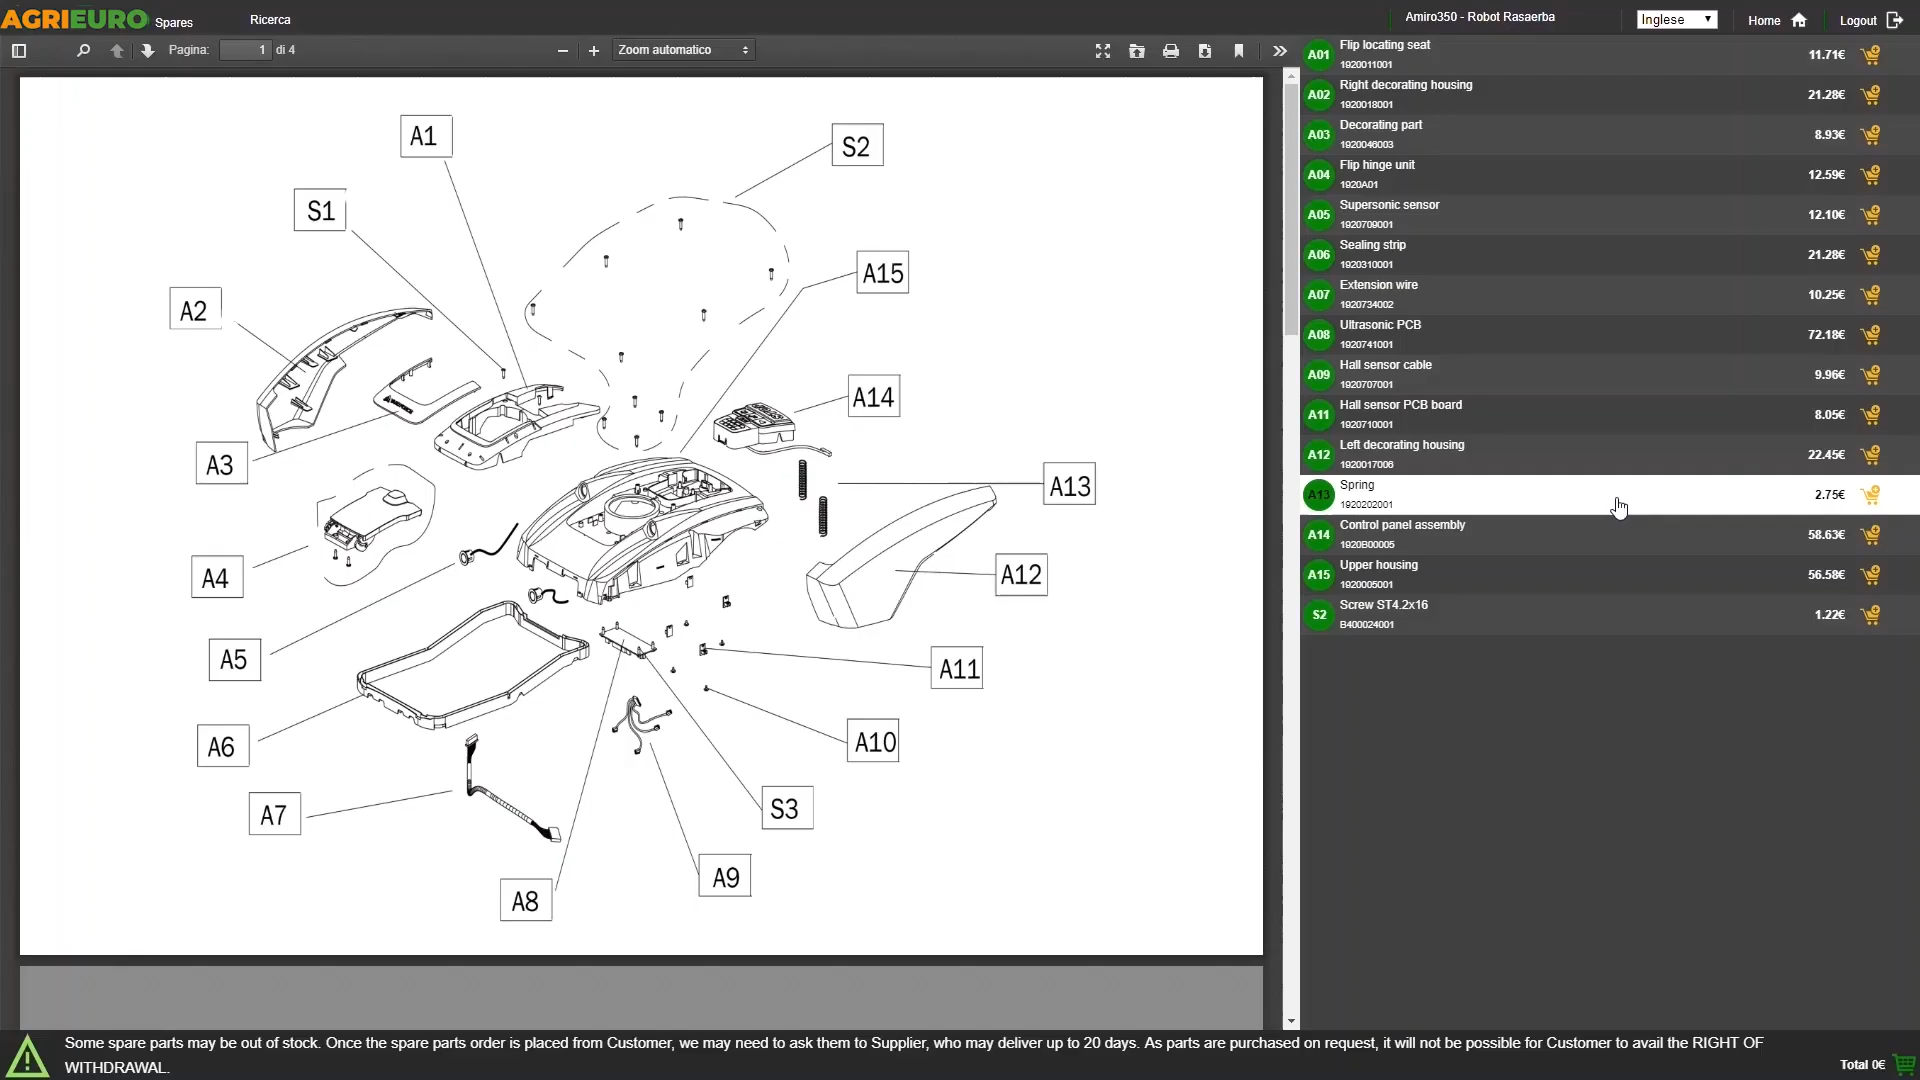 AGRIEURO Spares
Ricerca
Amiro350 - Robot Rasaerba
Inglese
Home
Logout
Pagina: 1 di 4
Zoom automatico
A1
S2
S1
A15
A2
A14
A3
A13
A4
A12
A5
A11
A6
A10
A7
S3
A9
A8
A01 Flip locating seat 11.71€
1920011001
A02 Right decorating housing 21.28€
1920018001
A03 Decorating part 8.93€
1920046003
A04 Flip hinge unit 12.59€
1920A01
A05 Supersonic sensor 12.10€
1920709001
A06 Sealing strip 21.28€
1920310001
A07 Extension wire 10.25€
1920734002
A08 Ultrasonic PCB 72.18€
1920741001
A09 Hall sensor cable 9.96€
1920707001
A11 Hall sensor PCB board 8.05€
1920710001
A12 Left decorating housing 22.45€
1920017006
A13 Spring 2.75€
1920202001
A14 Control panel assembly 58.63€
1920B00005
A15 Upper housing 56.58€
1920005001
S2 Screw ST4.2x16 1.22€
B400024001
Some spare parts may be out of stock. Once the spare parts order is placed from Customer, we may need to ask them to Supplier, who may deliver up to 20 days. As parts are purchased on request, it will not be possible for Customer to avail the RIGHT OF
WITHDRAWAL.
Total 0€